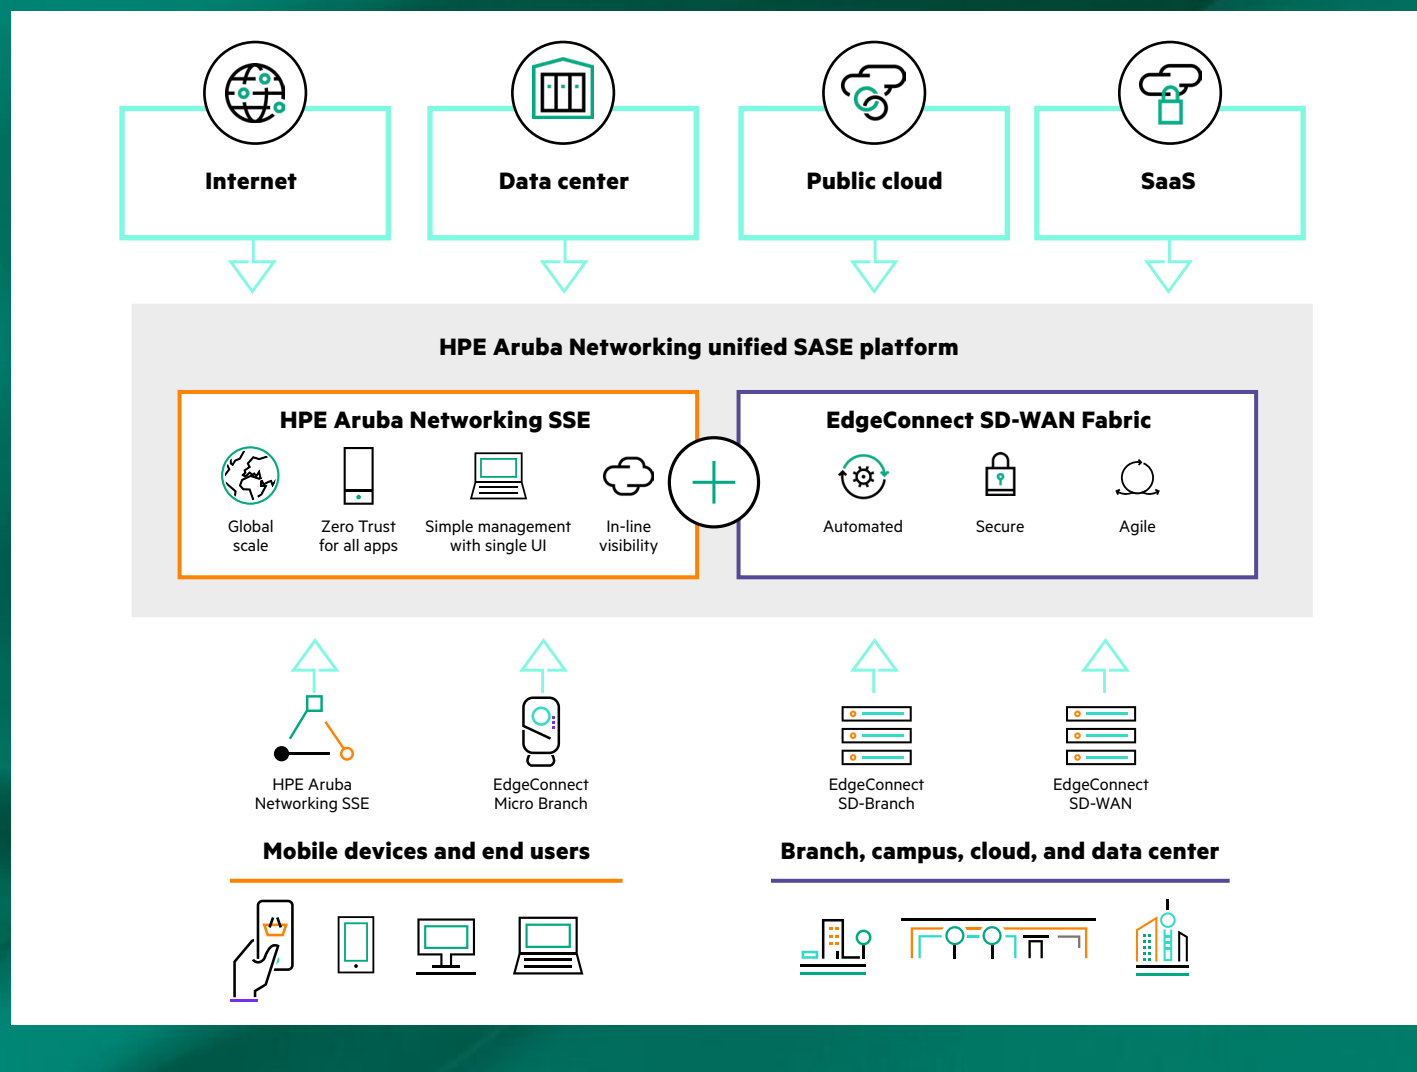 Internet
Data center
Public cloud
SaaS
HPE Aruba Networking unified SASE platform
HPE Aruba Networking SSE
Global
scale
Zero Trust
for all apps
Simple management
with single UI
In-line
visibility
EdgeConnect SD-WAN Fabric
Automated
Secure
Agile
HPE Aruba
Networking SSE
EdgeConnect
Micro Branch
EdgeConnect
SD-Branch
EdgeConnect
SD-WAN
Mobile devices and end users
Branch, campus, cloud, and data center